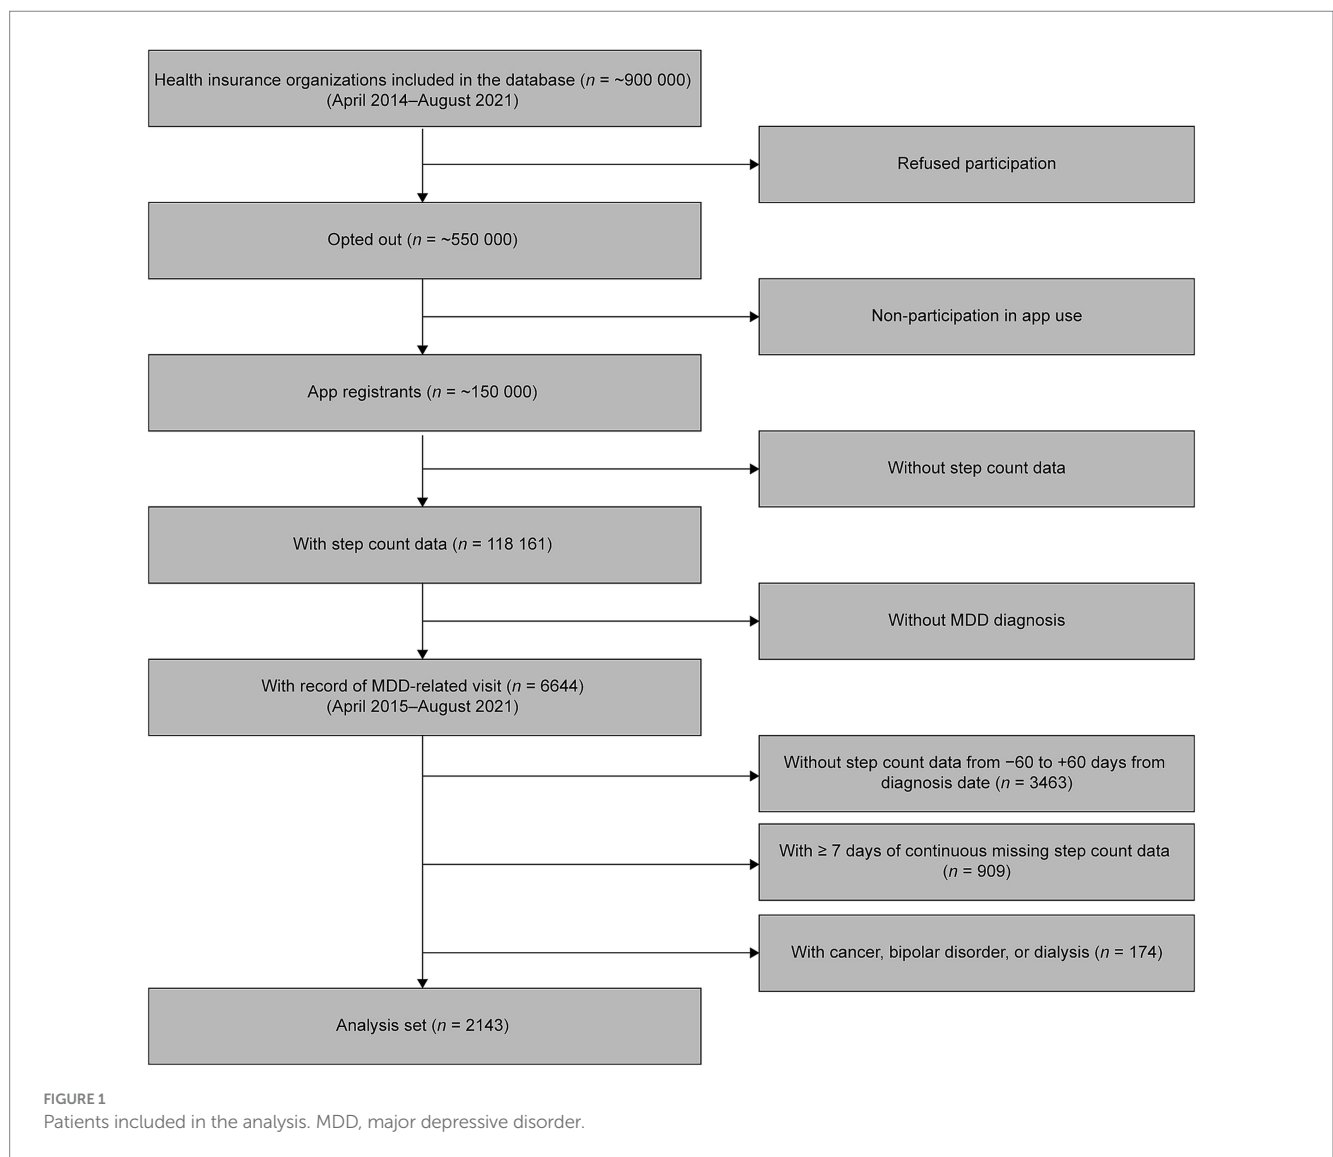 Health insurance organizations included in the database (n = ~900 000)
(April 2014–August 2021)
Refused participation
Opted out (n = ~550 000)
Non-participation in app use
App registrants (n = ~150 000)
Without step count data
With step count data (n = 118 161)
Without MDD diagnosis
With record of MDD-related visit (n = 6644)
(April 2015–August 2021)
Without step count data from −60 to +60 days from
diagnosis date (n = 3463)
With ≥ 7 days of continuous missing step count data
(n = 909)
With cancer, bipolar disorder, or dialysis (n = 174)
Analysis set (n = 2143)
FIGURE 1
Patients included in the analysis. MDD, major depressive disorder.